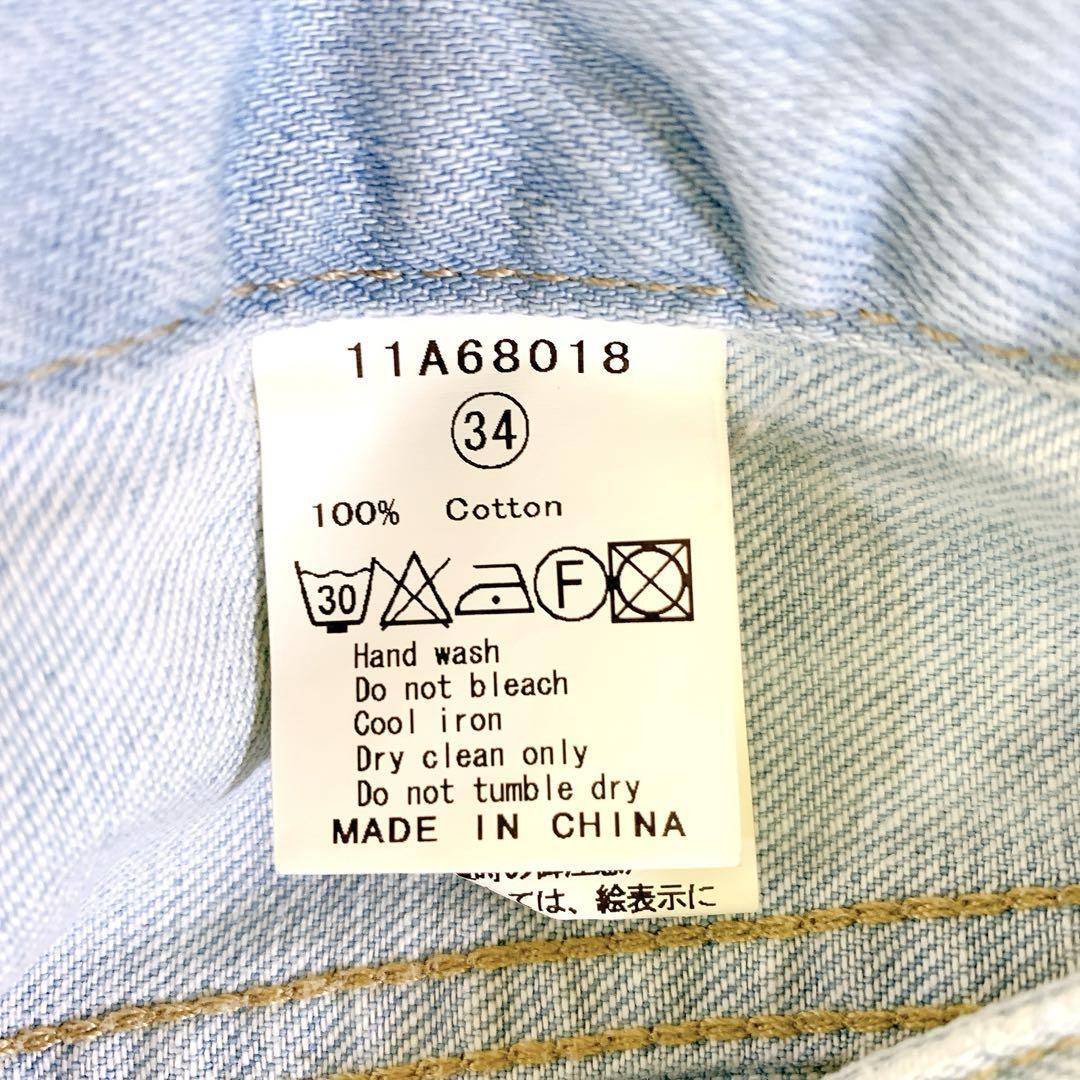 11A68018
34
100% Cotton
30 F
Hand wash
Do not bleach
Cool iron
Dry clean only
Do not tumble dry
MADE IN CHINA
ては、絵表示に